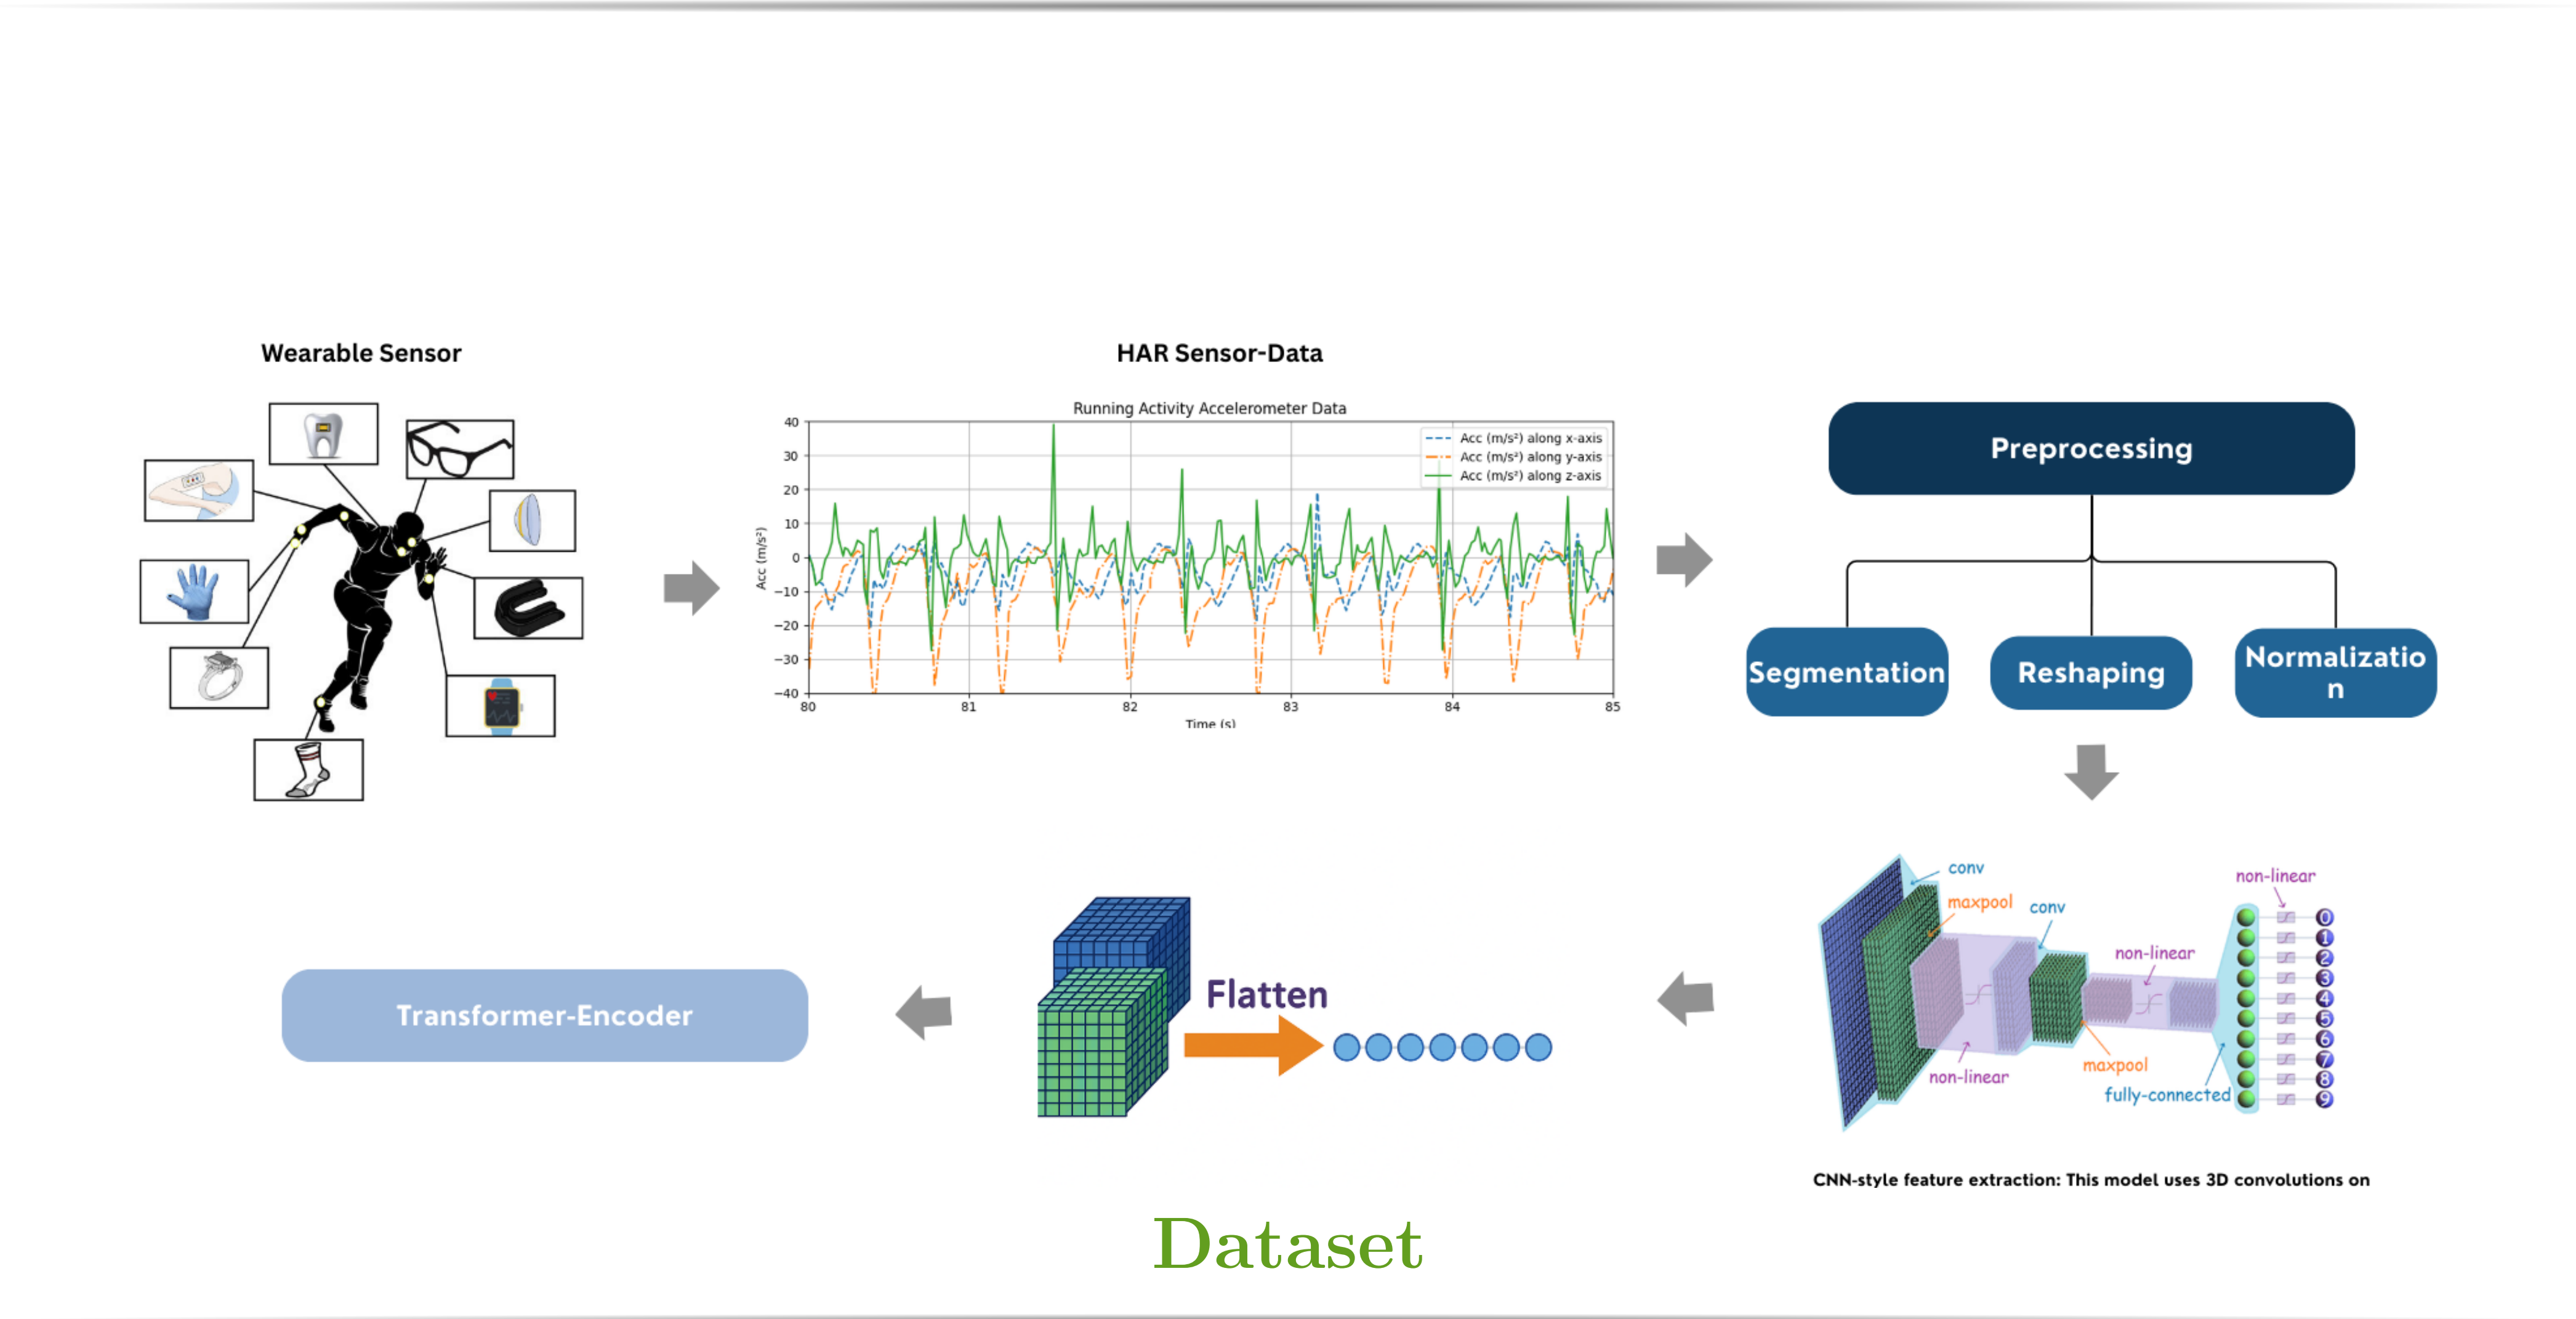 Wearable Sensor
HAR Sensor-Data
Running Activity Accelerometer Data
Acc (m/s²) along x-axis
Acc (m/s²) along y-axis
Acc (m/s²) along z-axis
Acc (m/s²)
40
30
20
10
0
−10
−20
−30
−40
80 81 82 83 84 85
Time (s)
Preprocessing
Segmentation
Reshaping
Normalizatio
n
conv
maxpool
conv
non-linear
non-linear
non-linear
maxpool
fully-connected
0
1
2
3
4
5
6
7
8
9
CNN-style feature extraction: This model uses 3D convolutions on
Flatten
Transformer-Encoder
Dataset